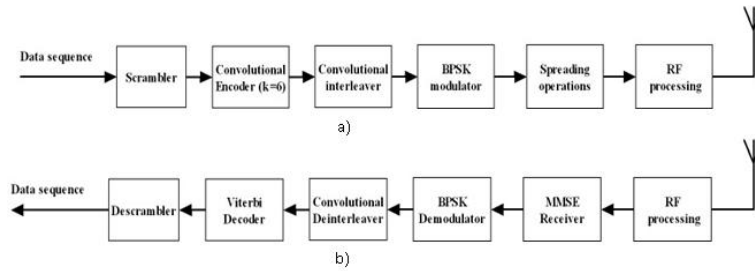 Data sequence
Scrambler
Convolutional
Encoder (k=6)
Convolutional
interleaver
BPSK
modulator
Spreading
operations
RF
processing
a)
Data sequence
Descrambler
Viterbi
Decoder
Convolutional
Deinterleaver
BPSK
Demodulator
MMSE
Receiver
RF
processing
b)